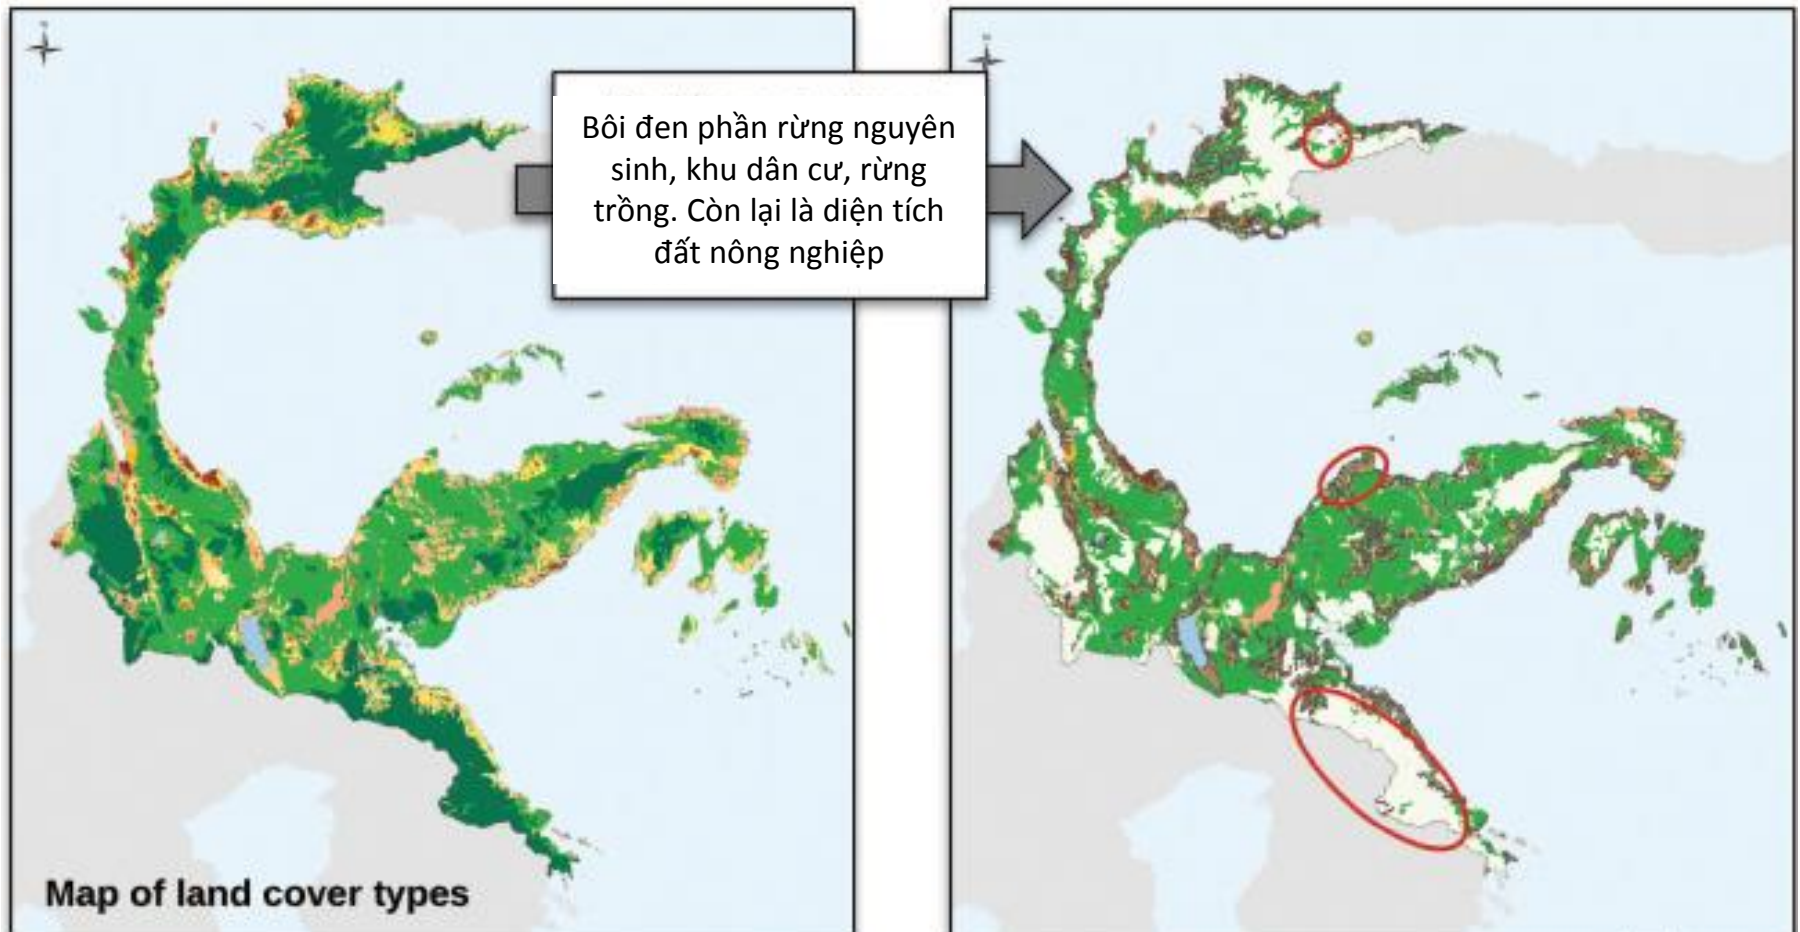 Bôi đen phần rừng nguyên
sinh, khu dân cư, rừng
trồng. Còn lại là diện tích
đất nông nghiệp
Map of land cover types